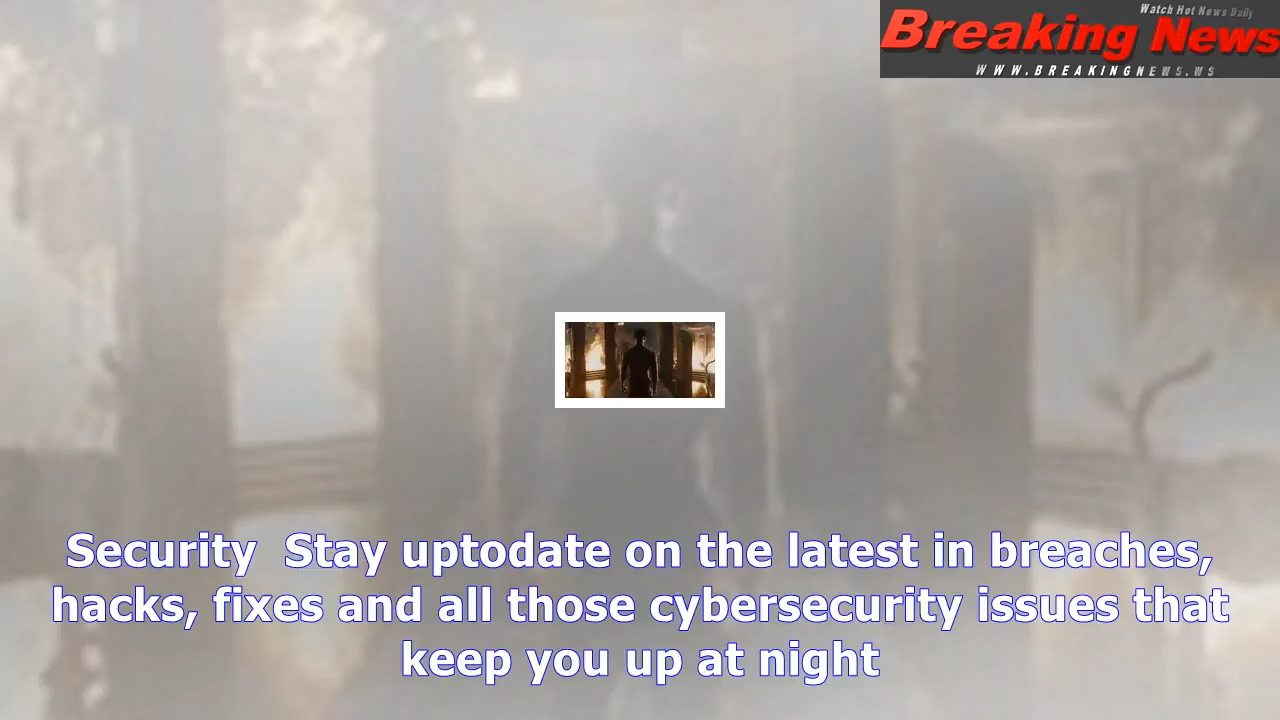 Watch Hot News Daily
Breaking News
WWW.BREAKINGNEWS.WS
Security  Stay uptodate on the latest in breaches,
hacks, fixes and all those cybersecurity issues that
keep you up at night